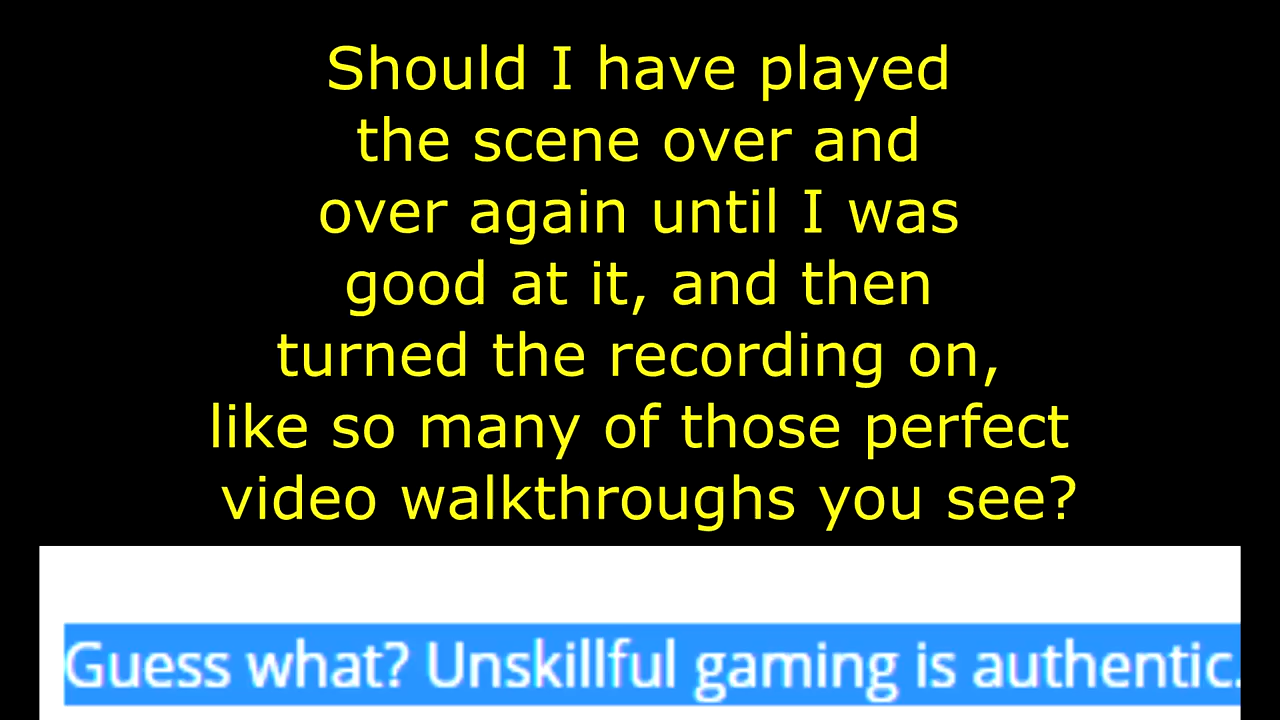 Should I have played
the scene over and
over again until I was
good at it, and then
turned the recording on,
like so many of those perfect
video walkthroughs you see?
Guess what? Unskillful gaming is authentic.